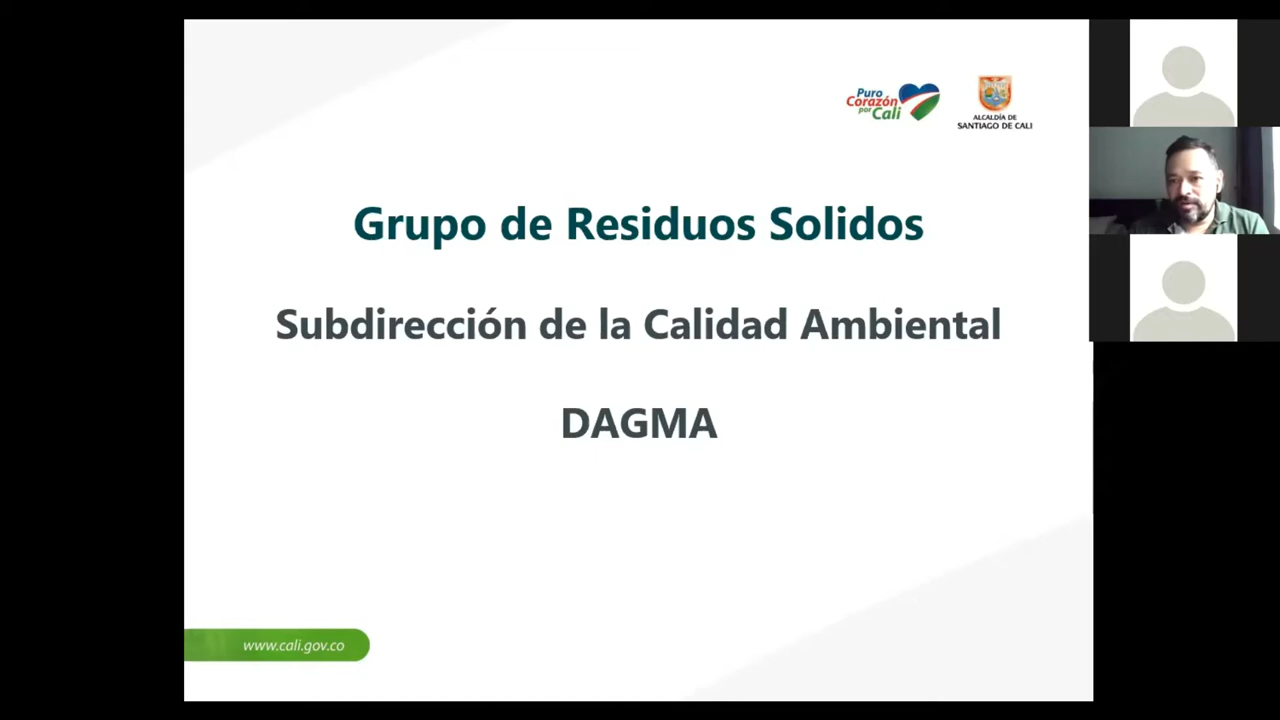 Puro
Corazón
por Cali
ALCALDÍA DE
SANTIAGO DE CALI
Grupo de Residuos Solidos
Subdirección de la Calidad Ambiental
DAGMA
www.cali.gov.co